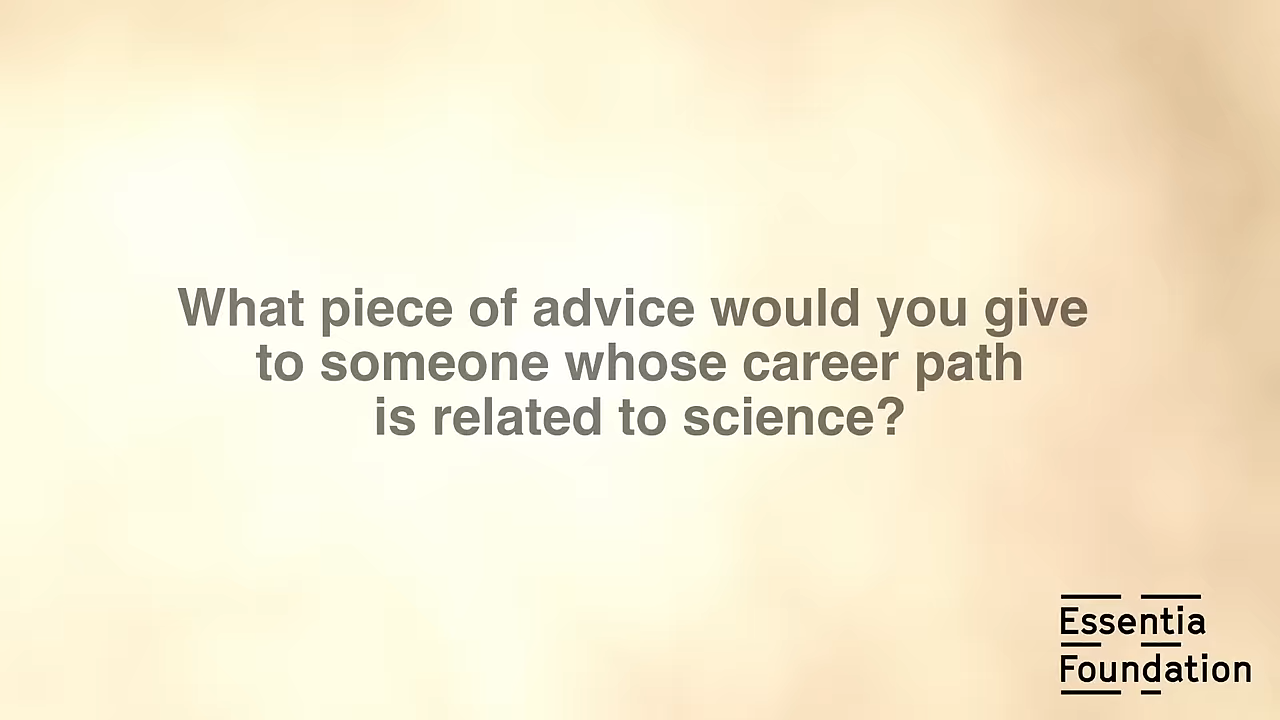 What piece of advice would you give
to someone whose career path
is related to science?
Essentia
Foundation